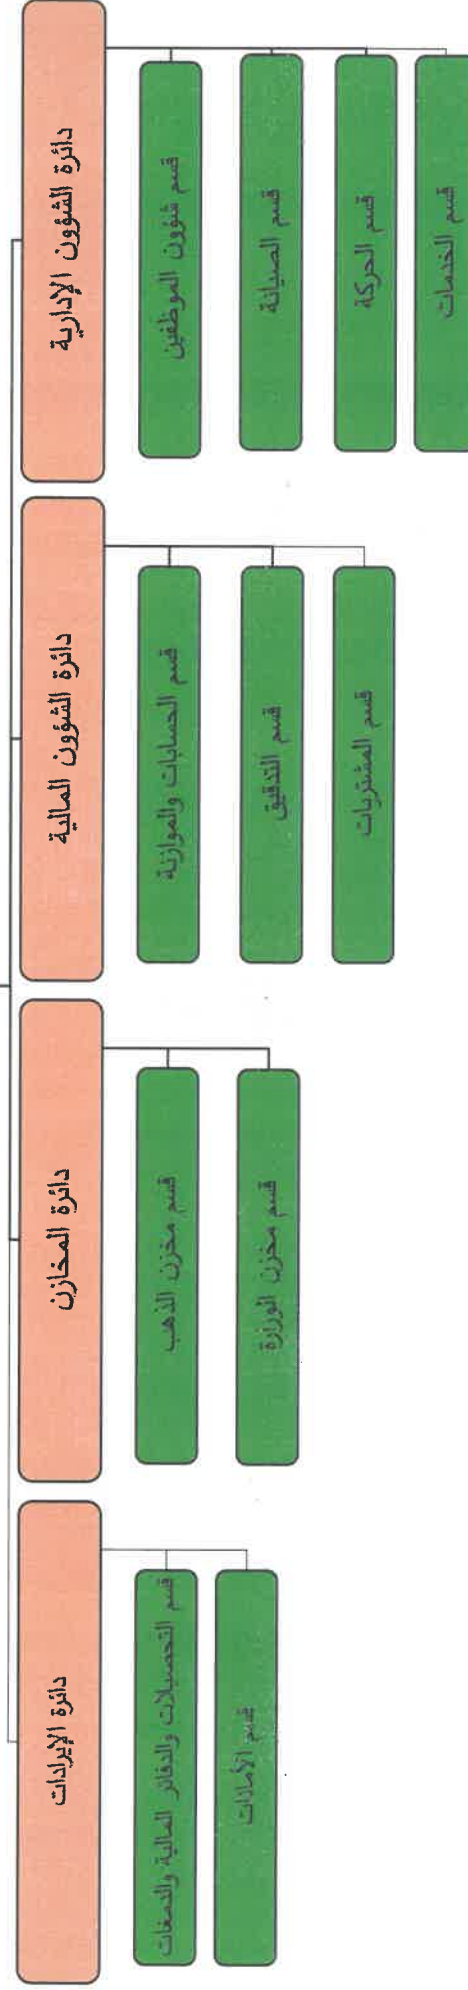 دائرة الشؤون الإدارية
قسم شؤون الموظفين
قسم الصيانة
قسم الحركة
قسم الخدمات
دائرة الشؤون المالية
قسم الحسابات والموازنة
قسم التدقيق
قسم المشتريات
دائرة المخازن
قسم مخزن الذهب
قسم مخزن الوزارة
دائرة الإيرادات
قسم التحصيلات والدفاتر المالية والدمغات
قسم الأمانات